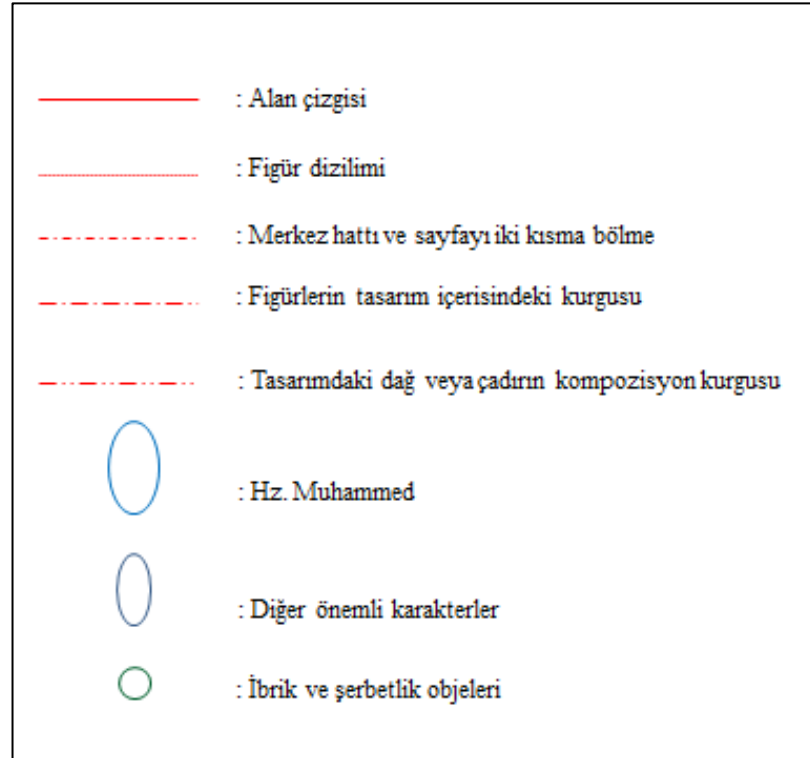 : Alan çizgisi
: Figür dizilimi
: Merkez hattı ve sayfayı iki kısma bölme
: Figürlerin tasarım içerisindeki kurgusu
: Tasarımdaki dağ veya çadırın kompozisyon kurgusu
: Hz. Muhammed
: Diğer önemli karakterler
: İbrik ve şerbetlik objeleri